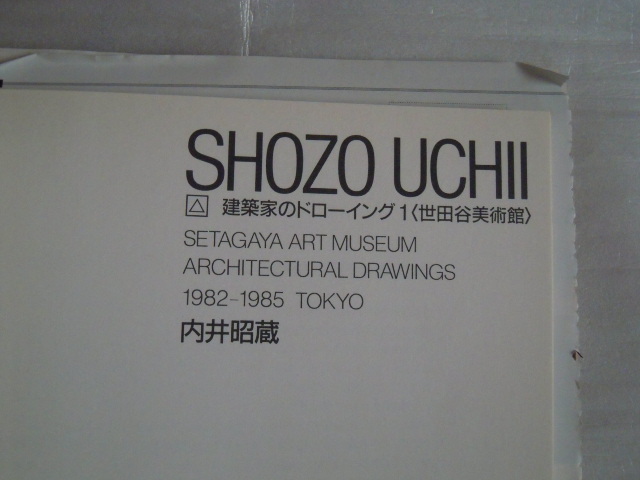 SHOZO UCHII
△ 建築家のドローイング1〈世田谷美術館〉
SETAGAYA ART MUSEUM
ARCHITECTURAL DRAWINGS
1982-1985 TOKYO
内井昭蔵